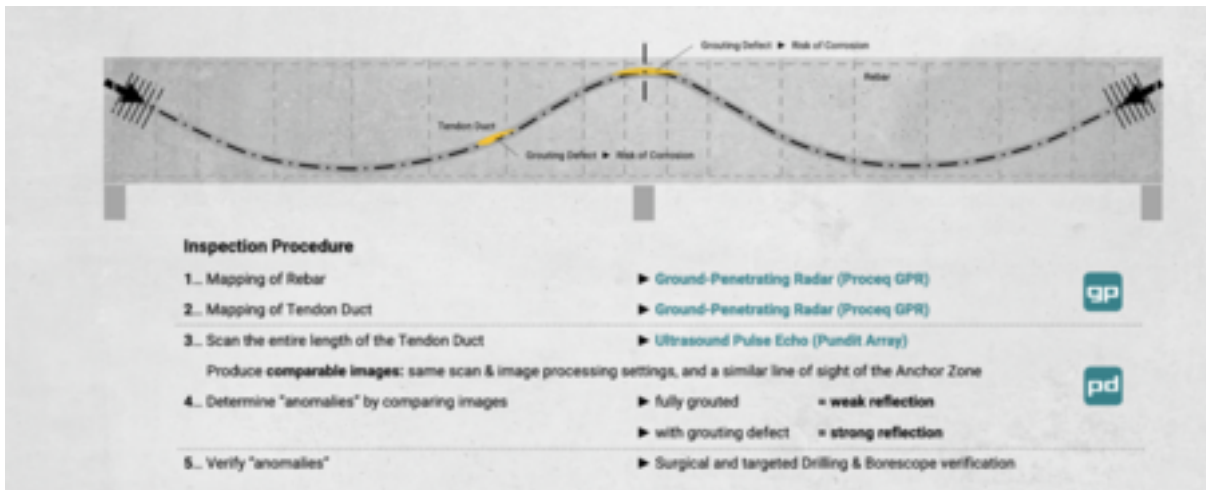 Grouting Defect ► Risk of Corrosion
Rebar
Tendon Duct
Grouting Defect ► Risk of Corrosion
Inspection Procedure
1... Mapping of Rebar ► Ground-Penetrating Radar (Proceq GPR)
gp
2... Mapping of Tendon Duct ► Ground-Penetrating Radar (Proceq GPR)
3... Scan the entire length of the Tendon Duct ► Ultrasound Pulse Echo (Pundit Array)
Produce comparable images: same scan & image processing settings, and a similar line of sight of the Anchor Zone
pd
4... Determine "anomalies" by comparing images ► fully grouted = weak reflection
► with grouting defect = strong reflection
5... Verify "anomalies" ► Surgical and targeted Drilling & Borescope verification